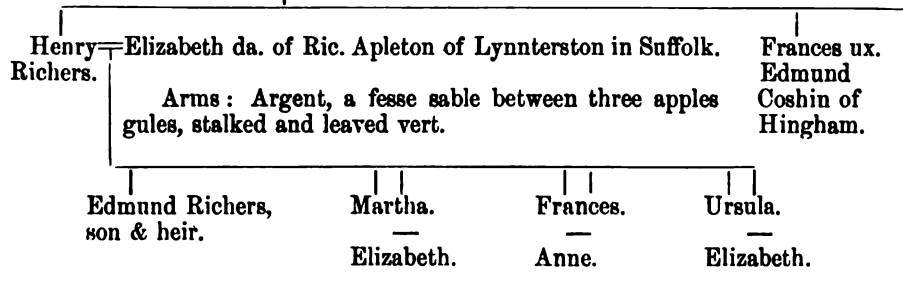 Henry=Elizabeth da. of Ric. Apleton of Lynnterston in Suffolk.
Richers.
Arms : Argent, a fesse sable between three apples
gules, stalked and leaved vert.
Frances ux.
Edmund
Coshin of
Hingham.
Edmund Richers,
son & heir.
Martha.
—
Elizabeth.
Frances.
—
Anne.
Ursula.
—
Elizabeth.